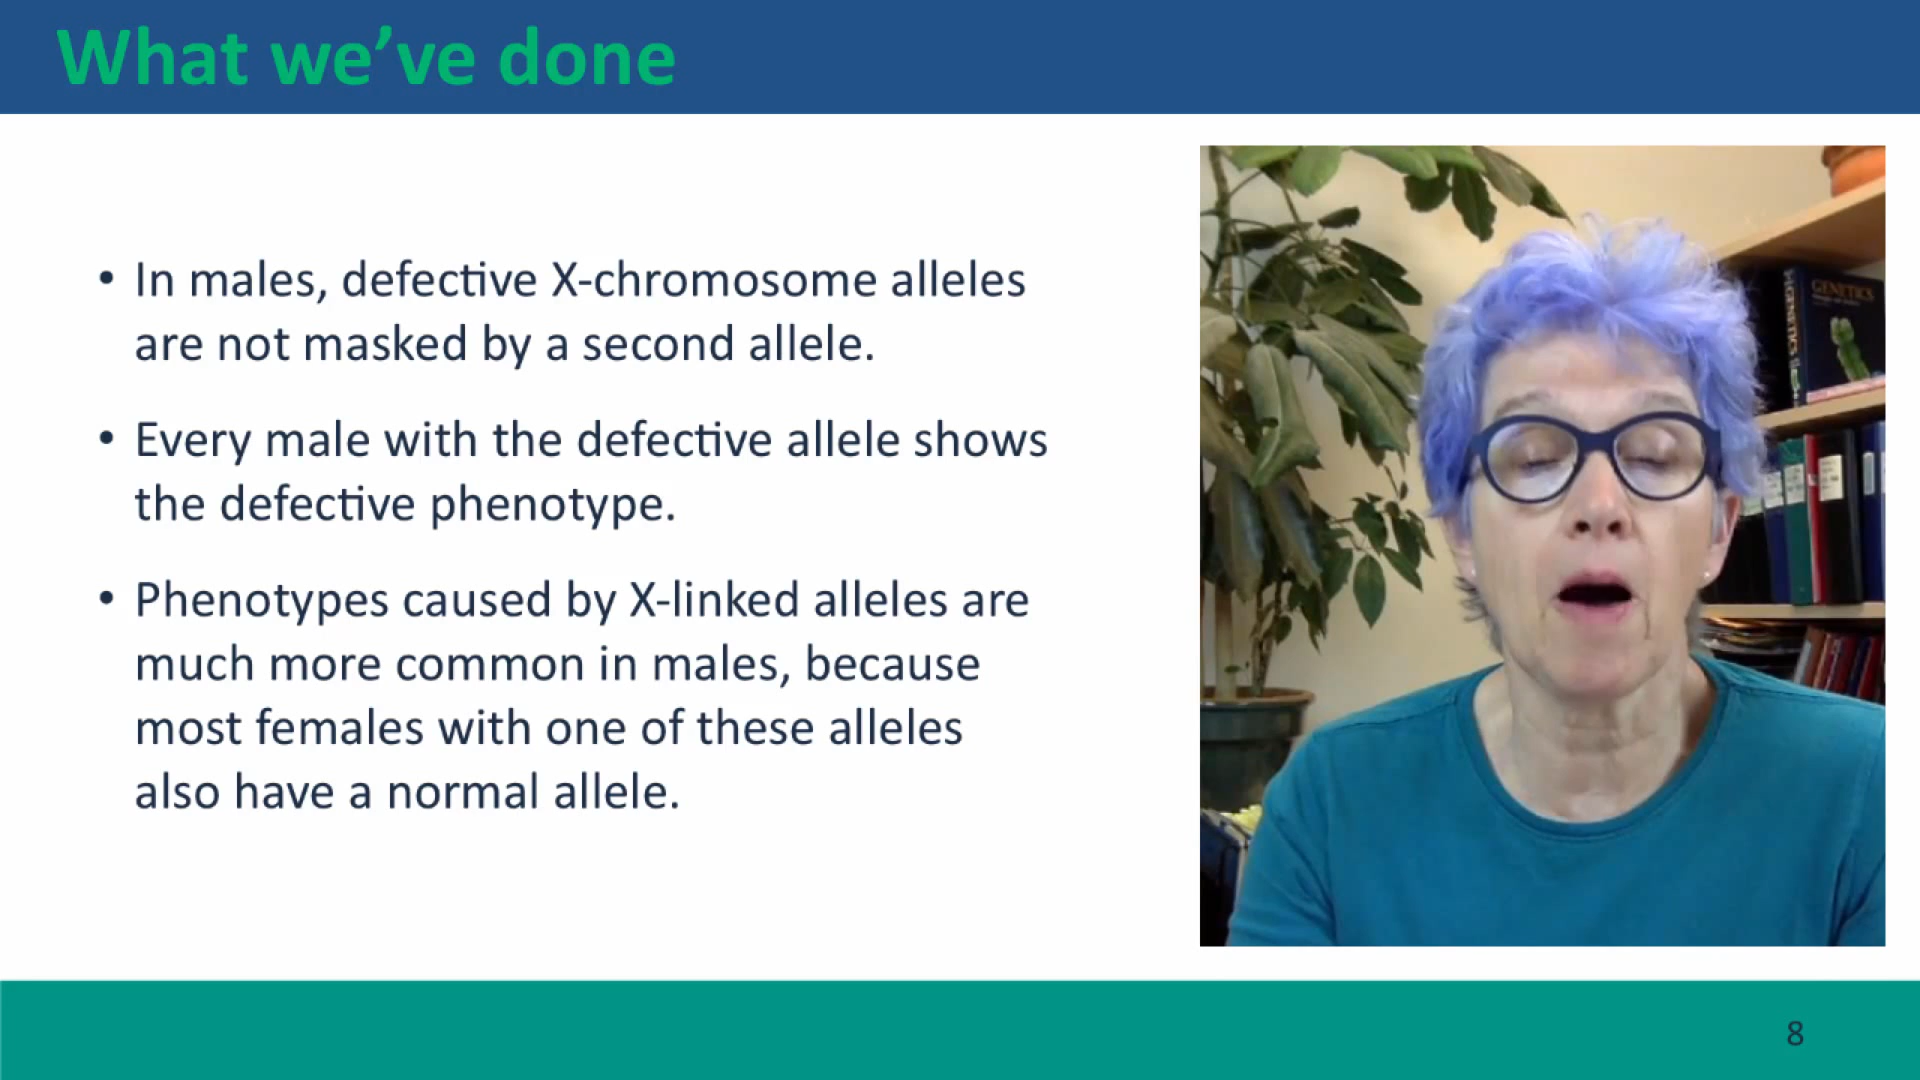 What we’ve done
• In males, defective X-chromosome alleles
are not masked by a second allele.
• Every male with the defective allele shows
the defective phenotype.
• Phenotypes caused by X-linked alleles are
much more common in males, because
most females with one of these alleles
also have a normal allele.
GENETICS
8